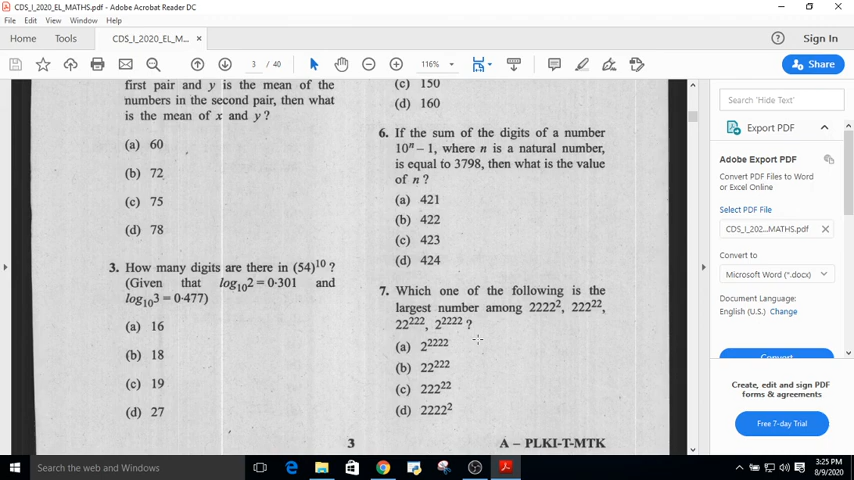 CDS_I_2020_EL_MATHS.pdf - Adobe Acrobat Reader DC
File Edit View Window Help
Home Tools CDS_I_2020_EL_M... × Sign In
3 / 40 116% Share
first pair and y is the mean of the
numbers in the second pair, then what
is the mean of x and y?
(a) 60
(b) 72
(c) 75
(d) 78
3. How many digits are there in (54)¹⁰ ?
(Given that log₁₀2 = 0·301 and
log₁₀3 = 0·477)
(a) 16
(b) 18
(c) 19
(d) 27
(c) 150
(d) 160
6. If the sum of the digits of a number
10ⁿ – 1, where n is a natural number,
is equal to 3798, then what is the value
of n ?
(a) 421
(b) 422
(c) 423
(d) 424
7. Which one of the following is the
largest number among 2222², 222²²,
22²²², 2²²²² ?
(a) 2²²²²
(b) 22²²²
(c) 222²²
(d) 2222²
3 A – PLKI-T-MTK
Search 'Hide Text'
Export PDF
Adobe Export PDF
Convert PDF Files to Word
or Excel Online
Select PDF File
CDS_I_202...MATHS.pdf ×
Convert to
Microsoft Word (*.docx)
Document Language:
English (U.S.) Change
Convert
Create, edit and sign PDF
forms & agreements
Free 7-day Trial
Search the web and Windows
3:25 PM
8/9/2020